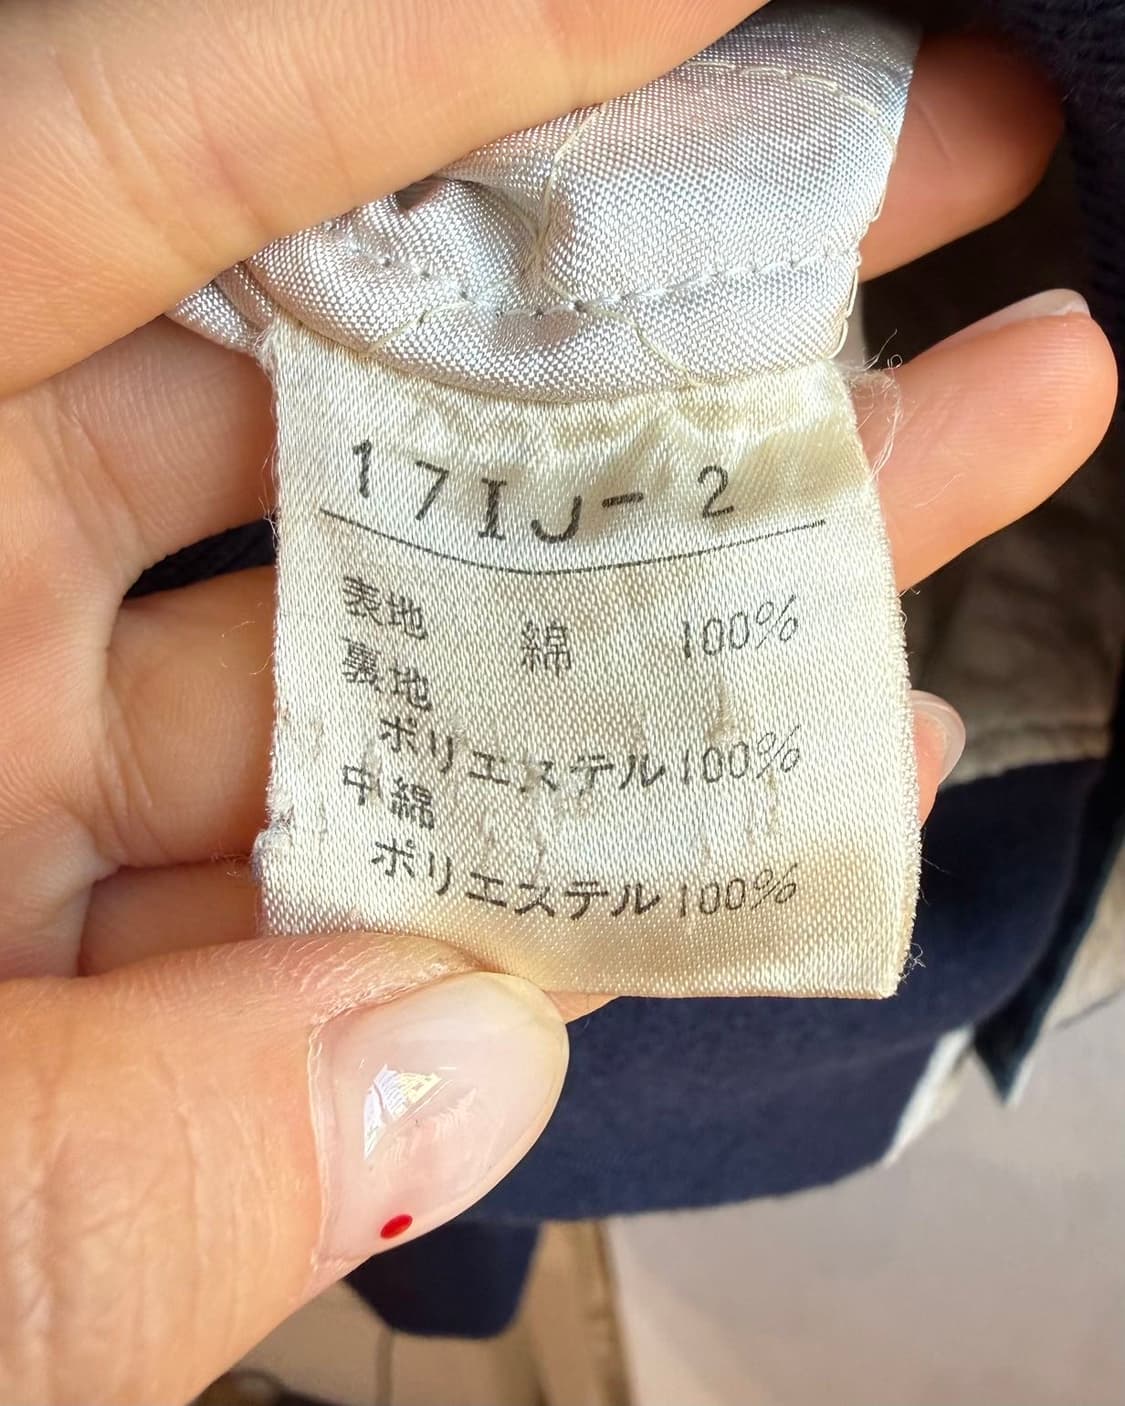 17IJ-2
表地 綿 100%
裏地
ポリエステル100%
中綿
ポリエステル100%